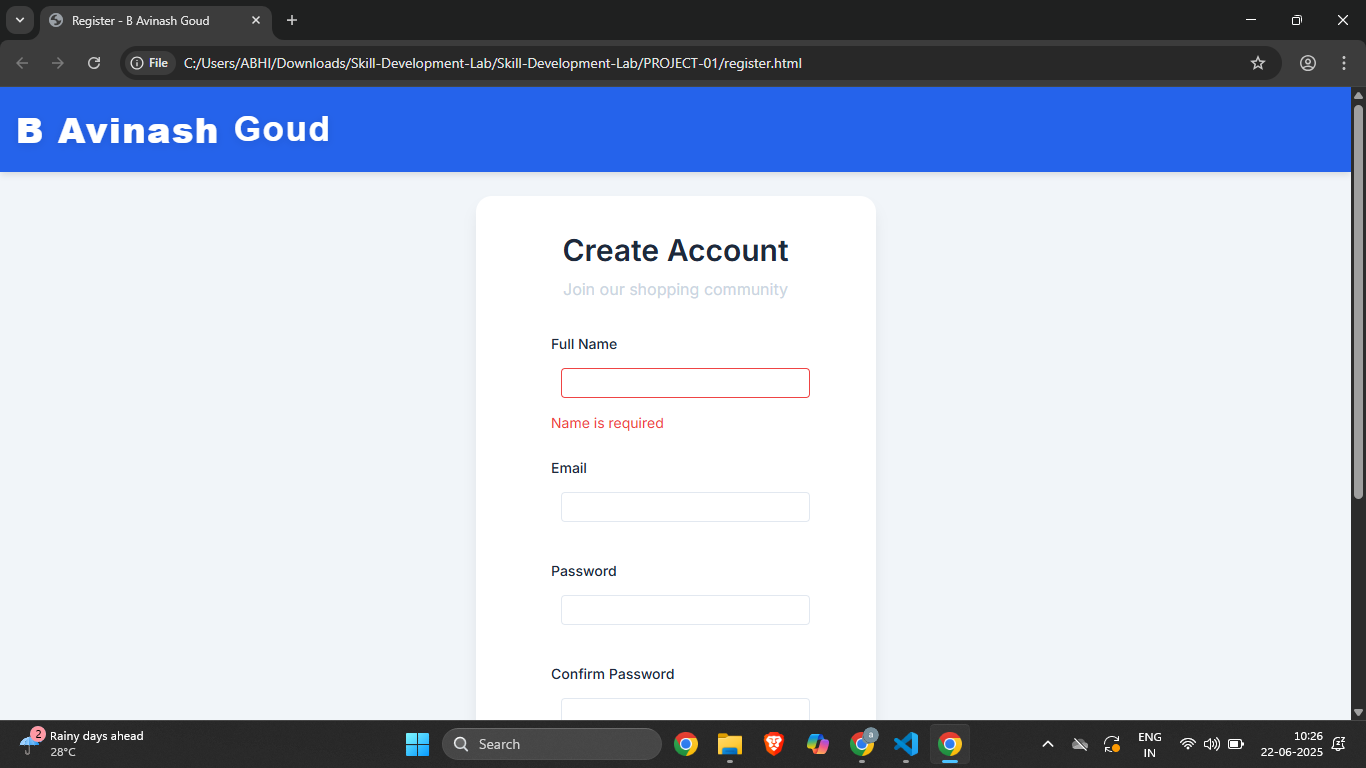 Register - B Avinash Goud
File
C:/Users/ABHI/Downloads/Skill-Development-Lab/Skill-Development-Lab/PROJECT-01/register.html
B Avinash Goud
Create Account
Join our shopping community
Full Name
Name is required
Email
Password
Confirm Password
2
Rainy days ahead
28°C
Search
a
ENG
IN
10:26
22-06-2025